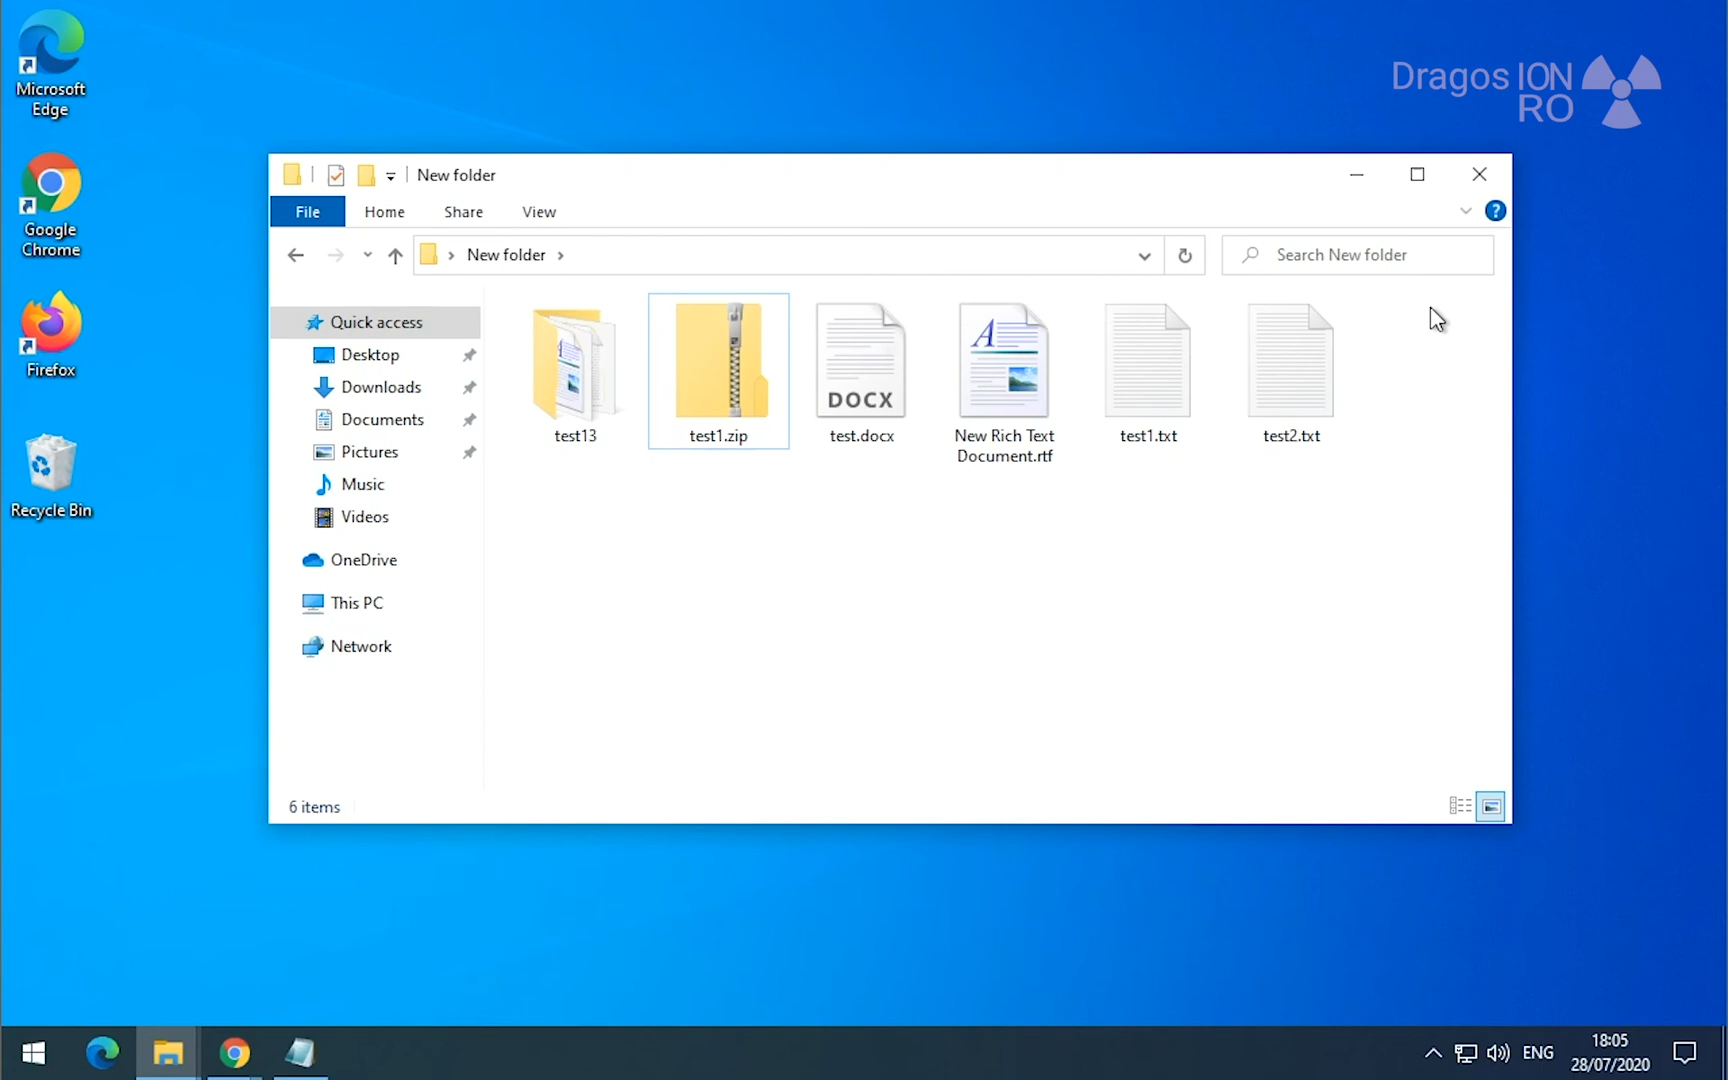 Microsoft
Edge
Google
Chrome
Firefox
Recycle Bin
Dragos ION
RO
New folder
File Home Share View
?
New folder
Search New folder
Quick access
Desktop
Downloads
Documents
Pictures
Music
Videos
OneDrive
This PC
Network
test13
test1.zip
DOCX
test.docx
A
New Rich Text
Document.rtf
test1.txt
test2.txt
6 items
ENG
18:05
28/07/2020